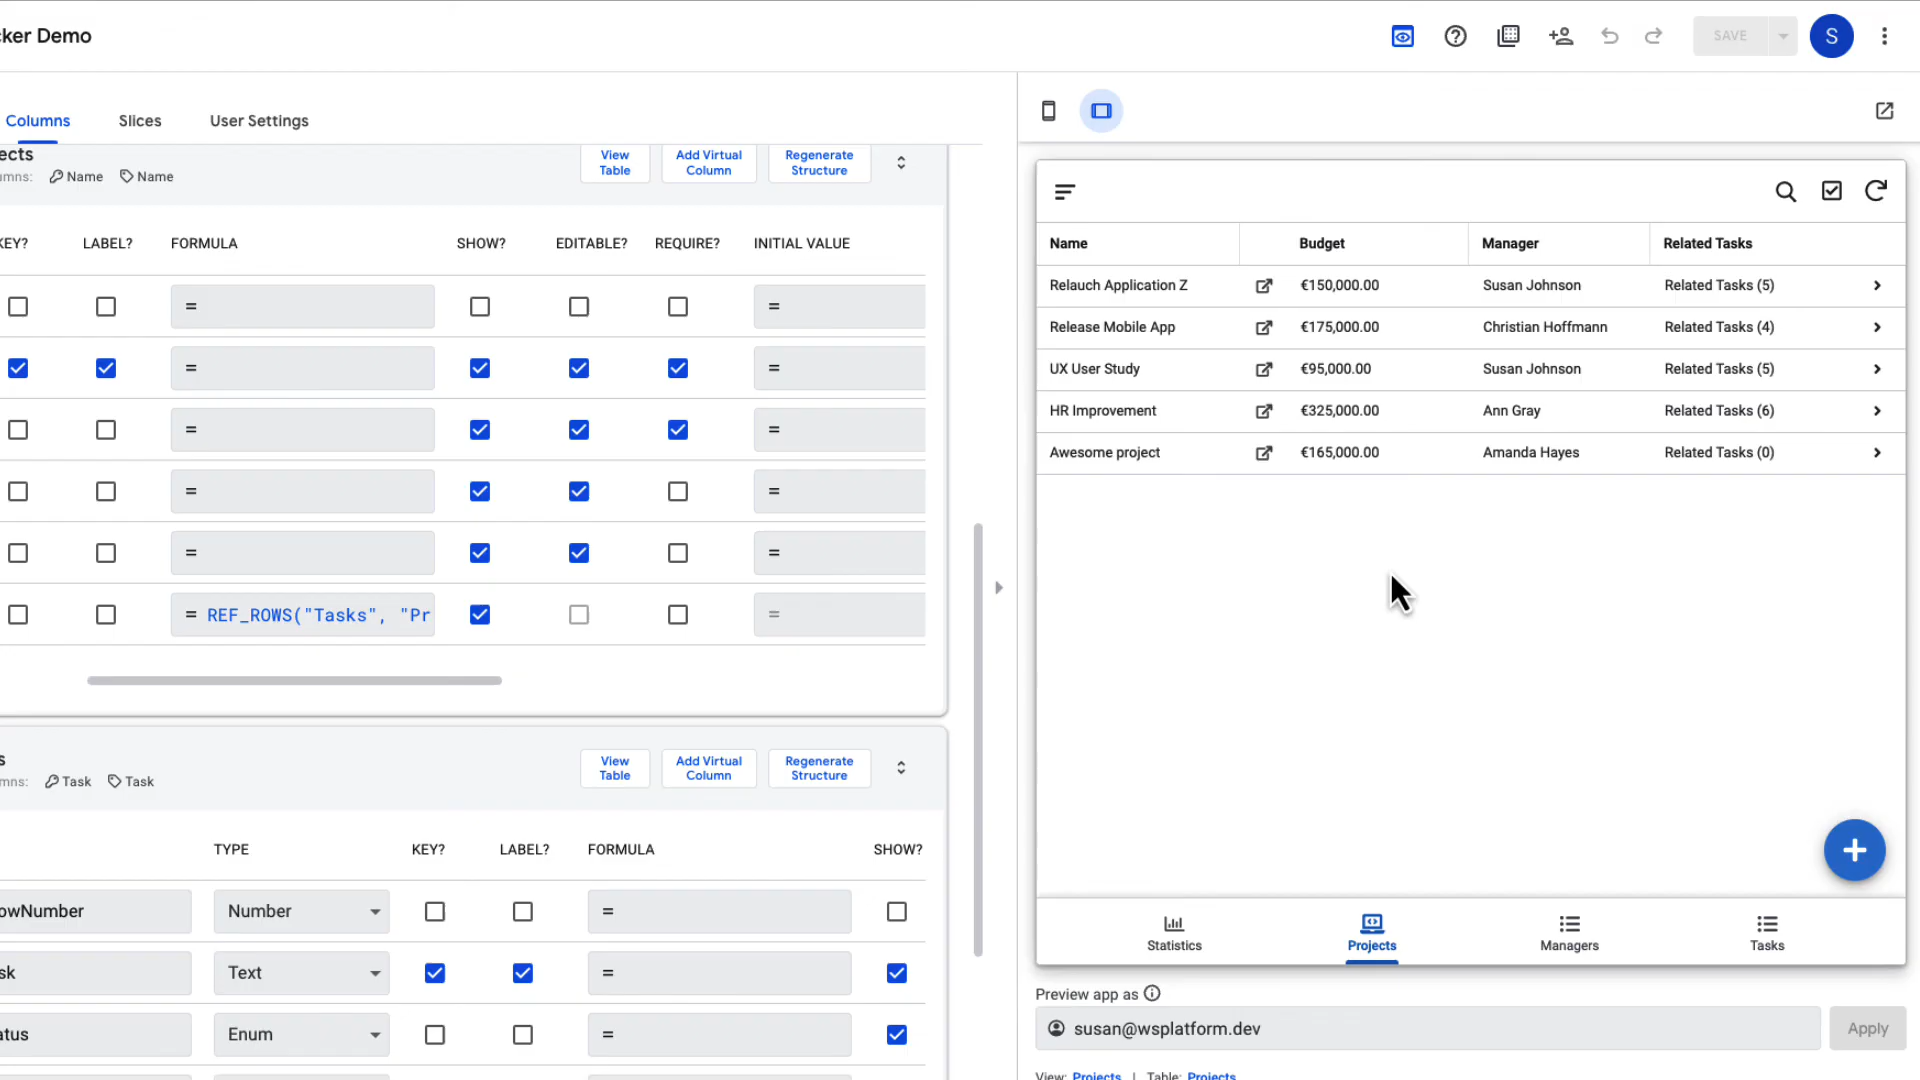 ker Demo
SAVE
S
Columns Slices User Settings
ects
View Table
Add Virtual Column
Regenerate Structure
mns: Name Name
KEY? LABEL? FORMULA SHOW? EDITABLE? REQUIRE? INITIAL VALUE
= =
= =
= =
= =
= =
= REF_ROWS("Tasks", "Pr =
s
View Table
Add Virtual Column
Regenerate Structure
mns: Task Task
TYPE KEY? LABEL? FORMULA SHOW?
owNumber Number =
sk Text =
atus Enum =
Name Budget Manager Related Tasks
Relauch Application Z €150,000.00 Susan Johnson Related Tasks (5)
Release Mobile App €175,000.00 Christian Hoffmann Related Tasks (4)
UX User Study €95,000.00 Susan Johnson Related Tasks (5)
HR Improvement €325,000.00 Ann Gray Related Tasks (6)
Awesome project €165,000.00 Amanda Hayes Related Tasks (0)
Statistics Projects Managers Tasks
Preview app as
susan@wsplatform.dev Apply
View: Projects | Table: Projects